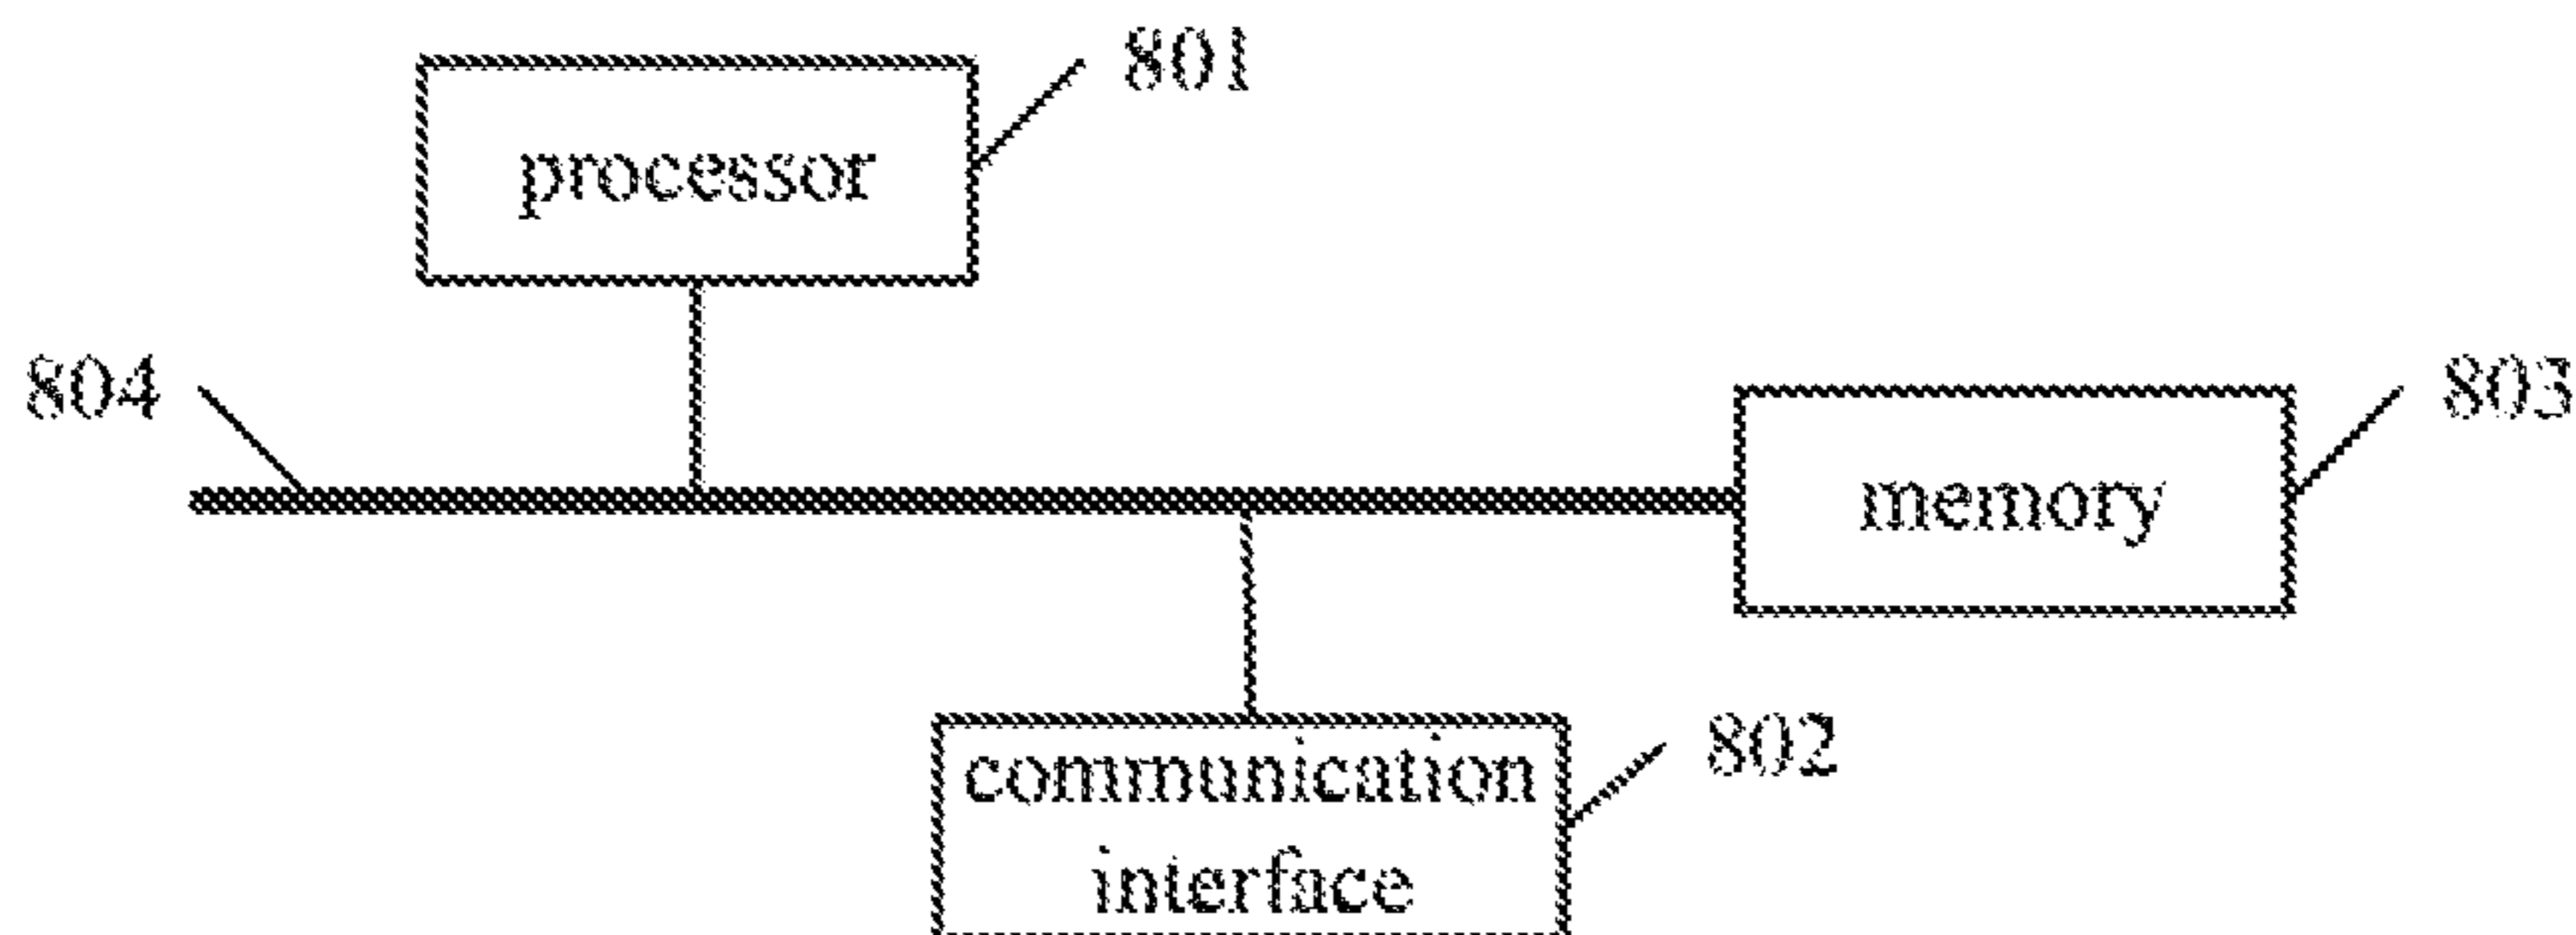 801
processor
804
803
memory
802
communication
interface